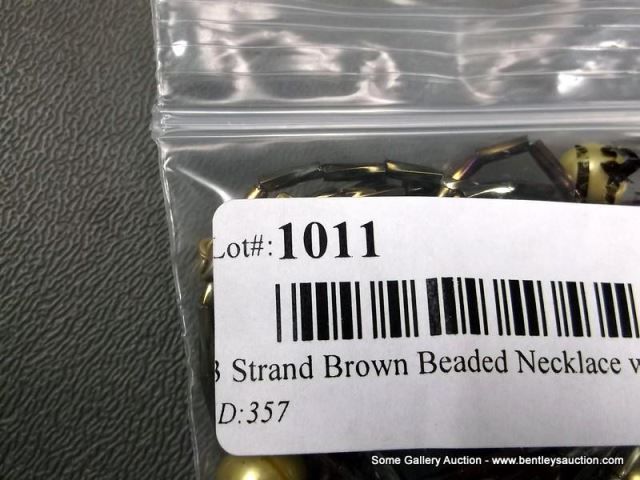 Lot#: 1011
3 Strand Brown Beaded Necklace w
D:357
Some Gallery Auction - www.bentleysauction.com